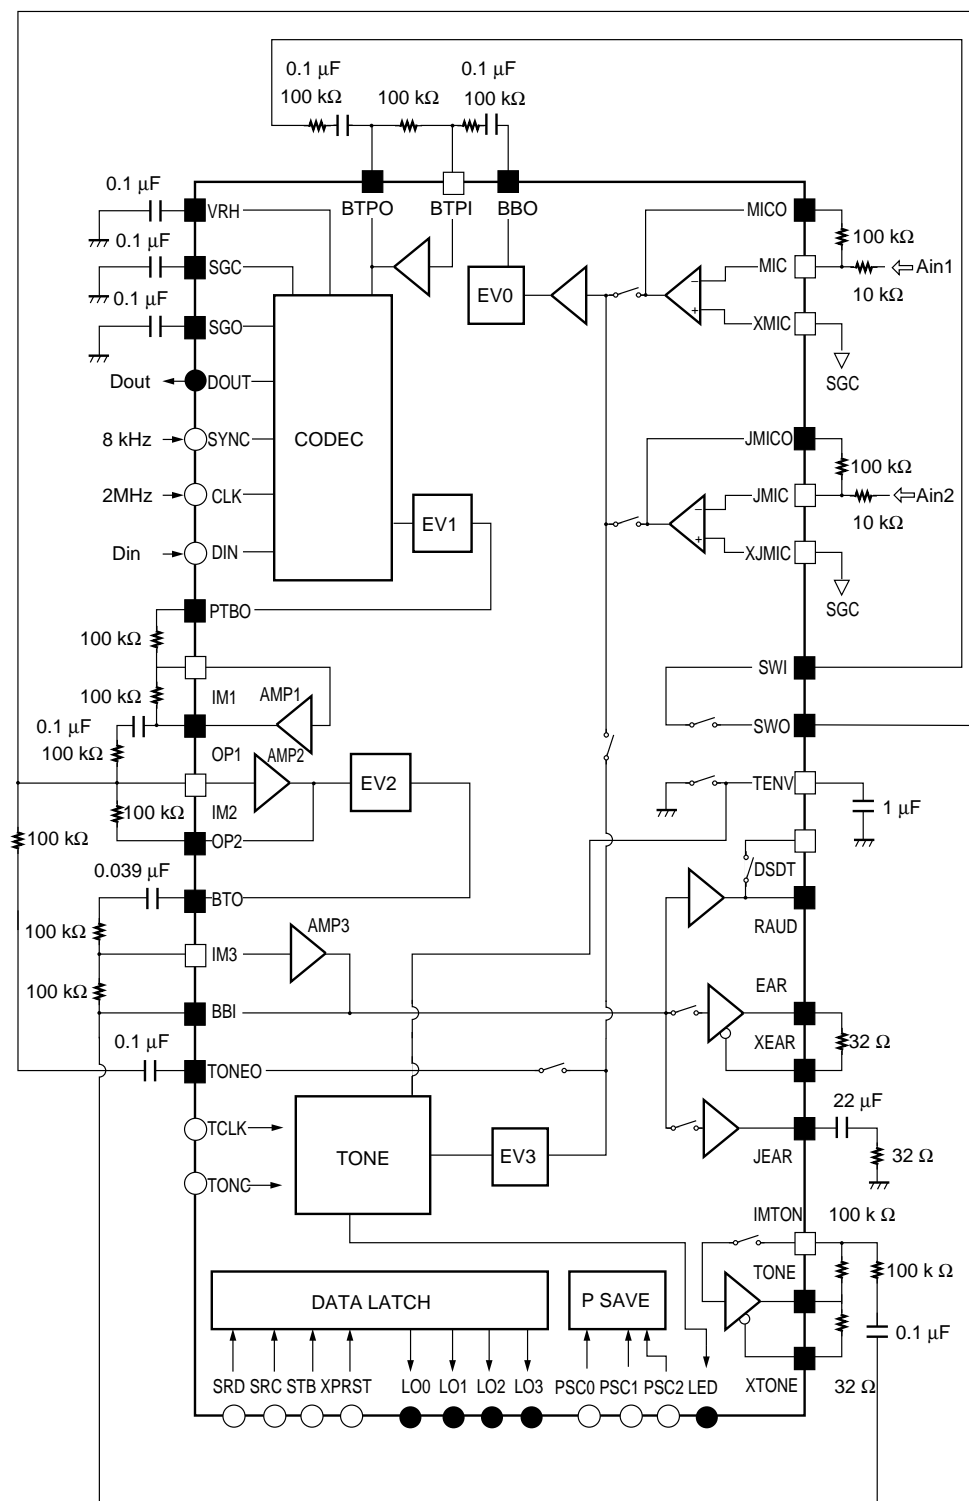 0.1 μF
0.1 μF
100 kΩ
100 kΩ
100 kΩ
0.1 μF
BTPO
BTPI
BBO
VRH
MICO
0.1 μF
100 kΩ
SGC
MIC
Ain1
0.1 μF
EV0
10 kΩ
SGO
XMIC
SGC
Dout
DOUT
8 kHz
SYNC
CODEC
JMICO
100 kΩ
2MHz
CLK
JMIC
Ain2
EV1
10 kΩ
Din
DIN
XJMIC
SGC
PTBO
100 kΩ
SWI
100 kΩ
IM1
AMP1
0.1 μF
SWO
100 kΩ
OP1
AMP2
EV2
TENV
100 kΩ
IM2
1 μF
100 kΩ
OP2
0.039 μF
DSDT
BTO
100 kΩ
AMP3
RAUD
IM3
100 kΩ
EAR
BBI
0.1 μF
XEAR
32 Ω
TONEO
22 μF
TCLK
TONE
EV3
JEAR
32 Ω
TONC
IMTON
100 k Ω
TONE
100 k Ω
DATA LATCH
P SAVE
0.1 μF
SRD
SRC
STB
XPRST
LO0
LO1
LO2
LO3
PSC0
PSC1
PSC2
LED
XTONE
32 Ω
− + − +